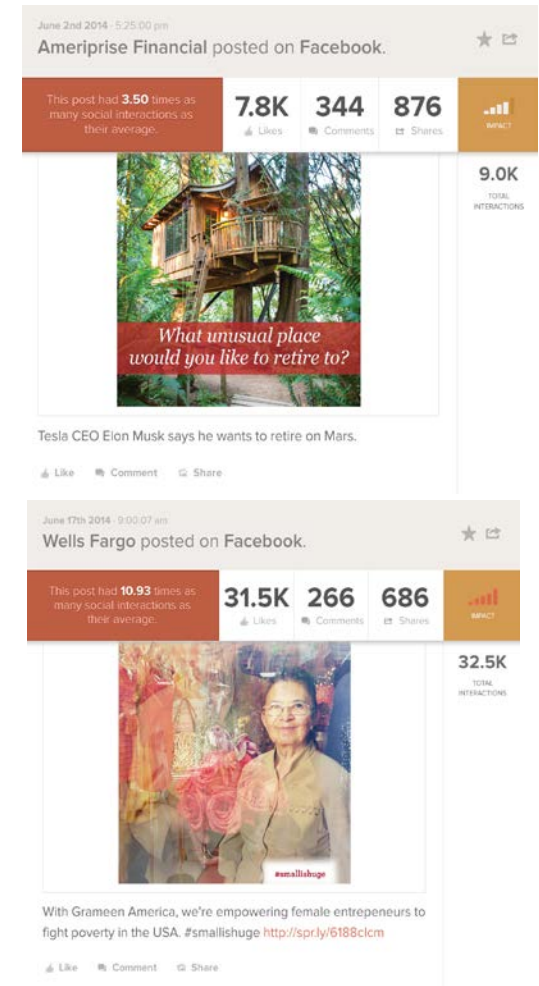 June 2nd 2014 · 5:25:00 pm
Ameriprise Financial posted on Facebook.
This post had 3.50 times as
many social interactions as
their average.
7.8K
Likes
344
Comments
876
Shares
IMPACT
9.0K
TOTAL
INTERACTIONS
What unusual place
would you like to retire to?
Tesla CEO Elon Musk says he wants to retire on Mars.
Like Comment Share
June 17th 2014 · 9:00:07 am
Wells Fargo posted on Facebook.
This post had 10.93 times as
many social interactions as
their average.
31.5K
Likes
266
Comments
686
Shares
IMPACT
32.5K
TOTAL
INTERACTIONS
#smallishuge
With Grameen America, we're empowering female entrepeneurs to
fight poverty in the USA. #smallishuge http://spr.ly/6188clcm
Like Comment Share